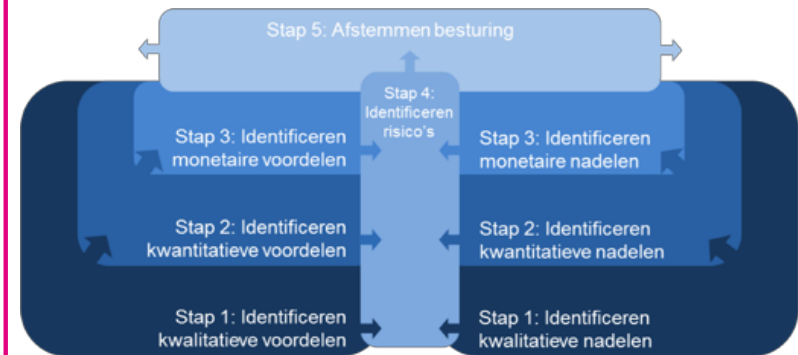 Stap 5: Afstemmen besturing
Stap 4:
Identificeren
risico's
Stap 3: Identificeren
monetaire voordelen
Stap 3: Identificeren
monetaire nadelen
Stap 2: Identificeren
kwantitatieve voordelen
Stap 2: Identificeren
kwantitatieve nadelen
Stap 1: Identificeren
kwalitatieve voordelen
Stap 1: Identificeren
kwalitatieve nadelen